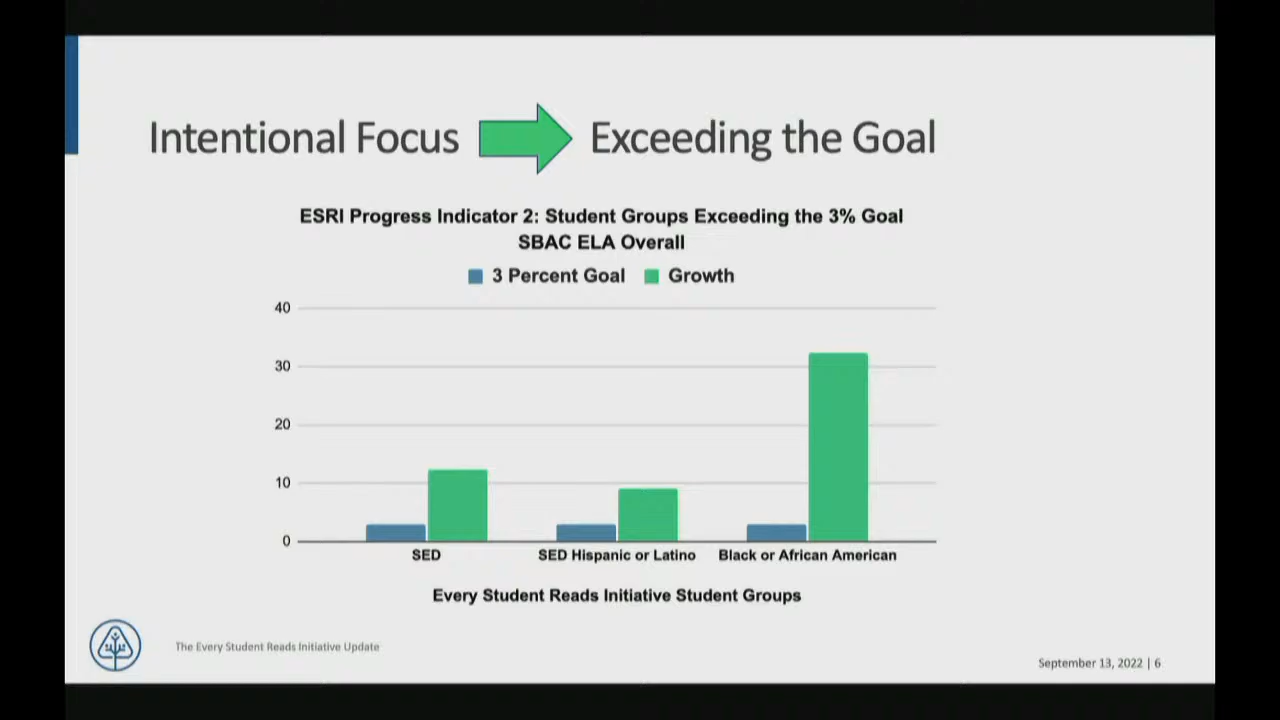 Intentional Focus Exceeding the Goal
ESRI Progress Indicator 2: Student Groups Exceeding the 3% Goal
SBAC ELA Overall
3 Percent Goal Growth
40
30
20
10
0
SED SED Hispanic or Latino Black or African American
Every Student Reads Initiative Student Groups
The Every Student Reads Initiative Update
September 13, 2022 | 6